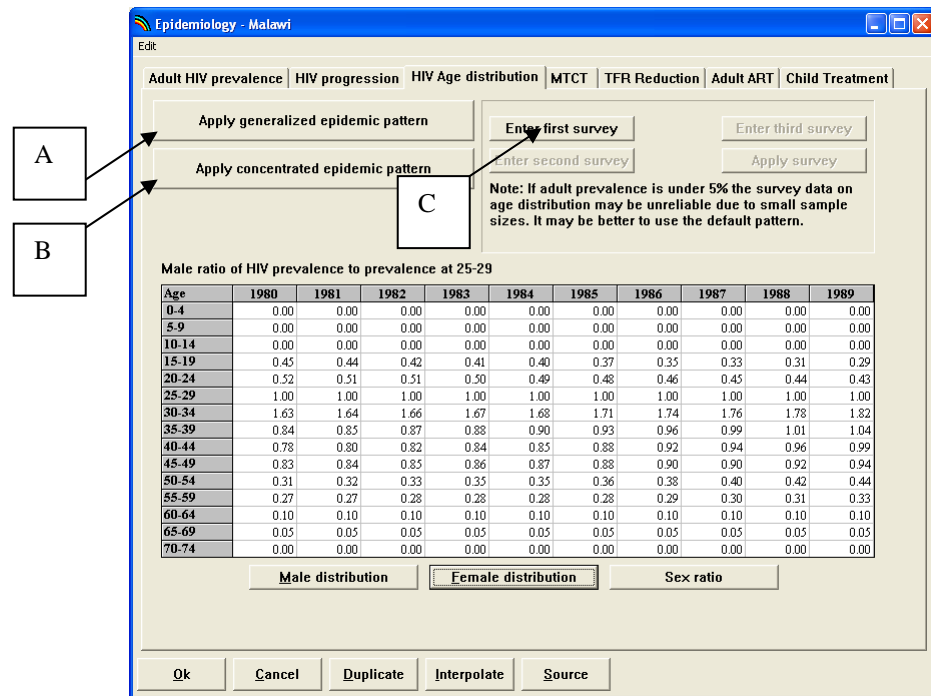 Epidemiology - Malawi
Edit
Adult HIV prevalence HIV progression HIV Age distribution MTCT TFR Reduction Adult ART Child Treatment
Apply generalized epidemic pattern
Enter first survey Enter third survey
A
Apply concentrated epidemic pattern
Enter second survey Apply survey
C
Note: If adult prevalence is under 5% the survey data on
age distribution may be unreliable due to small sample
sizes. It may be better to use the default pattern.
B
Male ratio of HIV prevalence to prevalence at 25-29
Age 1980 1981 1982 1983 1984 1985 1986 1987 1988 1989
0-4 0.00 0.00 0.00 0.00 0.00 0.00 0.00 0.00 0.00 0.00
5-9 0.00 0.00 0.00 0.00 0.00 0.00 0.00 0.00 0.00 0.00
10-14 0.00 0.00 0.00 0.00 0.00 0.00 0.00 0.00 0.00 0.00
15-19 0.45 0.44 0.42 0.41 0.40 0.37 0.35 0.33 0.31 0.29
20-24 0.52 0.51 0.51 0.50 0.49 0.48 0.46 0.45 0.44 0.43
25-29 1.00 1.00 1.00 1.00 1.00 1.00 1.00 1.00 1.00 1.00
30-34 1.63 1.64 1.66 1.67 1.68 1.71 1.74 1.76 1.78 1.82
35-39 0.84 0.85 0.87 0.88 0.90 0.93 0.96 0.99 1.01 1.04
40-44 0.78 0.80 0.82 0.84 0.85 0.88 0.92 0.94 0.96 0.99
45-49 0.83 0.84 0.85 0.86 0.87 0.88 0.90 0.90 0.92 0.94
50-54 0.31 0.32 0.33 0.35 0.35 0.36 0.38 0.40 0.42 0.44
55-59 0.27 0.27 0.28 0.28 0.28 0.28 0.29 0.30 0.31 0.33
60-64 0.10 0.10 0.10 0.10 0.10 0.10 0.10 0.10 0.10 0.10
65-69 0.05 0.05 0.05 0.05 0.05 0.05 0.05 0.05 0.05 0.05
70-74 0.00 0.00 0.00 0.00 0.00 0.00 0.00 0.00 0.00 0.00
Male distribution Female distribution Sex ratio
Ok Cancel Duplicate Interpolate Source